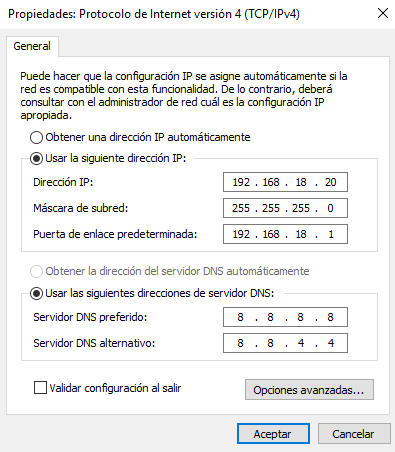 Propiedades: Protocolo de Internet versión 4 (TCP/IPv4)
General
Puede hacer que la configuración IP se asigne automáticamente si la
red es compatible con esta funcionalidad. De lo contrario, deberá
consultar con el administrador de red cuál es la configuración IP
apropiada.
Obtener una dirección IP automáticamente
Usar la siguiente dirección IP:
Dirección IP: 192 . 168 . 18 . 20
Máscara de subred: 255 . 255 . 255 . 0
Puerta de enlace predeterminada: 192 . 168 . 18 . 1
Obtener la dirección del servidor DNS automáticamente
Usar las siguientes direcciones de servidor DNS:
Servidor DNS preferido: 8 . 8 . 8 . 8
Servidor DNS alternativo: 8 . 8 . 4 . 4
Validar configuración al salir
Opciones avanzadas...
Aceptar Cancelar